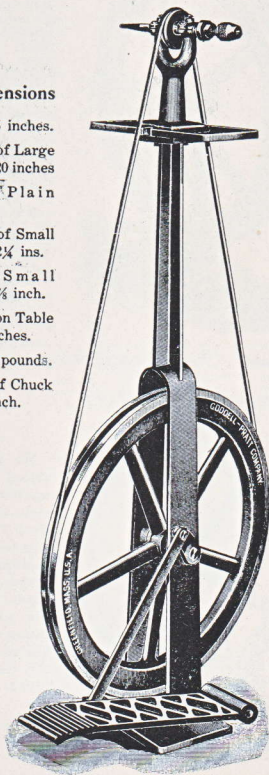 ensions
inches.
of Large
20 inches
Plain
of Small
2¼ ins.
Small
⅝ inch.
on Table
ches.
pounds.
f Chuck
nch.
GOODELL-PRATT COMPANY
GREENFIELD, MASS. U.S.A.